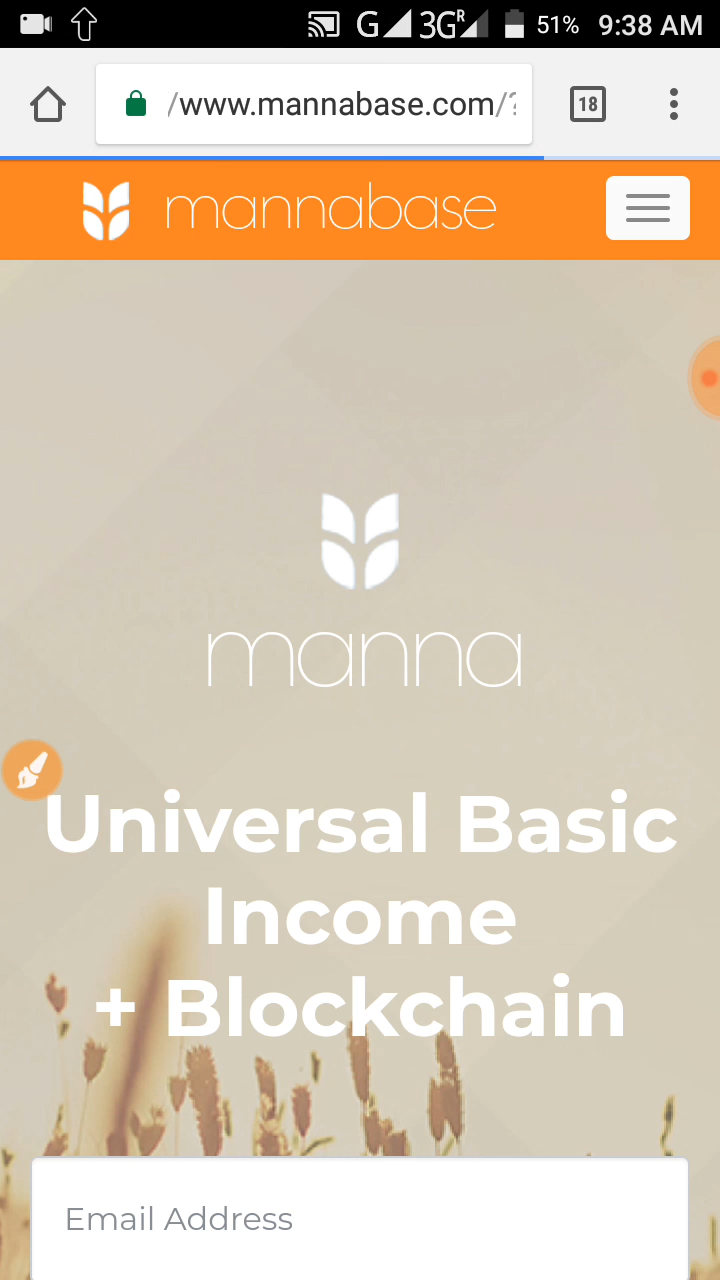 G 3G R 51% 9:38 AM
/www.mannabase.com/?
18
mannabase
manna
Universal Basic
Income
+ Blockchain
Email Address